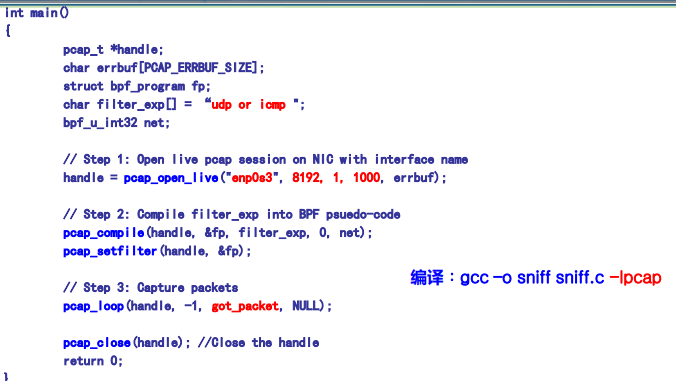 int main()
{
pcap_t *handle;
char errbuf[PCAP_ERRBUF_SIZE];
struct bpf_program fp;
char filter_exp[] = “udp or icmp ";
bpf_u_int32 net;
// Step 1: Open live pcap session on NIC with interface name
handle = pcap_open_live("enp0s3", 8192, 1, 1000, errbuf);
// Step 2: Compile filter_exp into BPF psuedo-code
pcap_compile(handle, &fp, filter_exp, 0, net);
pcap_setfilter(handle, &fp);
编译：gcc –o sniff sniff.c –lpcap
// Step 3: Capture packets
pcap_loop(handle, -1, got_packet, NULL);
pcap_close(handle); //Close the handle
return 0;
}